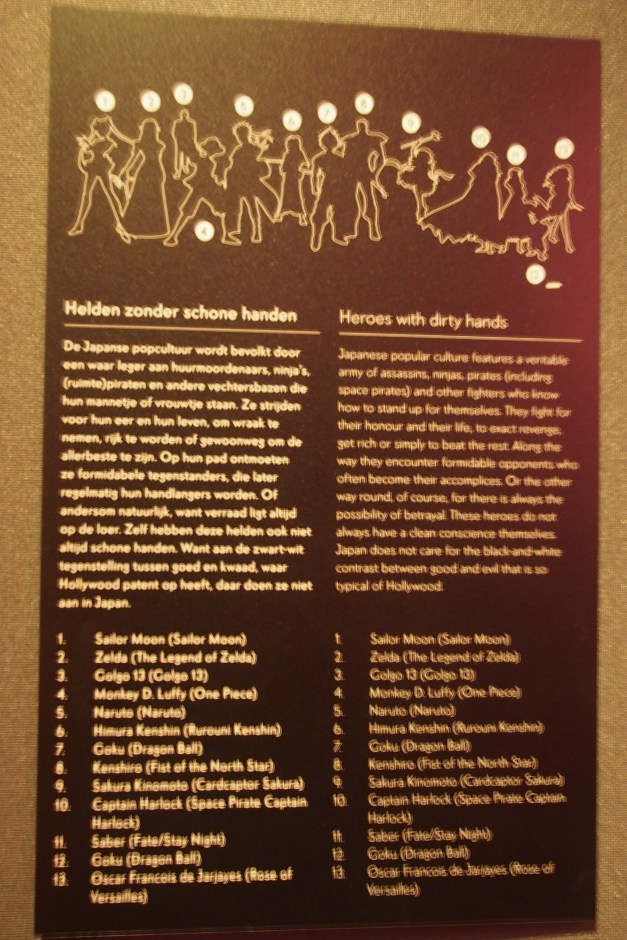 1 2 3 5 6 7 8 9 10 11 13
4
12
Helden zonder schone handen
De Japanse popcultuur wordt bevolkt door
een waar leger aan huurmoordenaars, ninja's,
(ruimte)piraten en andere vechtersbazen die
hun mannetje of vrouwtje staan. Ze strijden
voor hun eer en hun leven, om wraak te
nemen, rijk te worden of gewoonweg om de
allerbeste te zijn. Op hun pad ontmoeten
ze formidabele tegenstanders, die later
regelmatig hun handlangers worden. Of
andersom natuurlijk, want verraad ligt altijd
op de loer. Zelf hebben deze helden ook niet
altijd schone handen. Want aan de zwart-wit
tegenstelling tussen goed en kwaad, waar
Hollywood patent op heeft, daar doen ze niet
aan in Japan.
1. Sailor Moon (Sailor Moon)
2. Zelda (The Legend of Zelda)
3. Golgo 13 (Golgo 13)
4. Monkey D. Luffy (One Piece)
5. Naruto (Naruto)
6. Himura Kenshin (Rurouni Kenshin)
7. Goku (Dragon Ball)
8. Kenshiro (Fist of the North Star)
9. Sakura Kinomoto (Cardcaptor Sakura)
10. Captain Harlock (Space Pirate Captain
Harlock)
11. Saber (Fate/Stay Night)
12. Goku (Dragon Ball)
13. Oscar Francois de Jarjayes (Rose of
Versailles)
Heroes with dirty hands
Japanese popular culture features a veritable
army of assassins, ninjas, pirates (including
space pirates) and other fighters who know
how to stand up for themselves. They fight for
their honour and their life, to exact revenge,
get rich or simply to beat the rest. Along the
way they encounter formidable opponents who
often become their accomplices. Or the other
way round, of course, for there is always the
possibility of betrayal. These heroes do not
always have a clean conscience themselves.
Japan does not care for the black-and-white
contrast between good and evil that is so
typical of Hollywood.
1. Sailor Moon (Sailor Moon)
2. Zelda (The Legend of Zelda)
3. Golgo 13 (Golgo 13)
4. Monkey D. Luffy (One Piece)
5. Naruto (Naruto)
6. Himura Kenshin (Rurouni Kenshin)
7. Goku (Dragon Ball)
8. Kenshiro (Fist of the North Star)
9. Sakura Kinomoto (Cardcaptor Sakura)
10. Captain Harlock (Space Pirate Captain
Harlock)
11. Saber (Fate/Stay Night)
12. Goku (Dragon Ball)
13. Oscar Francois de Jarjayes (Rose of
Versailles)